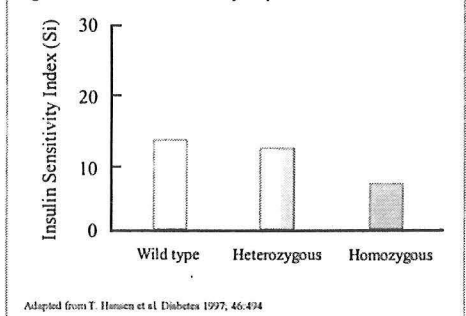 30
20
10
0
Insulin Sensitivity Index (Si)
Wild type Heterozygous Homozygous
Adapted from T. Hansen et al. Diabetes 1997; 46:494